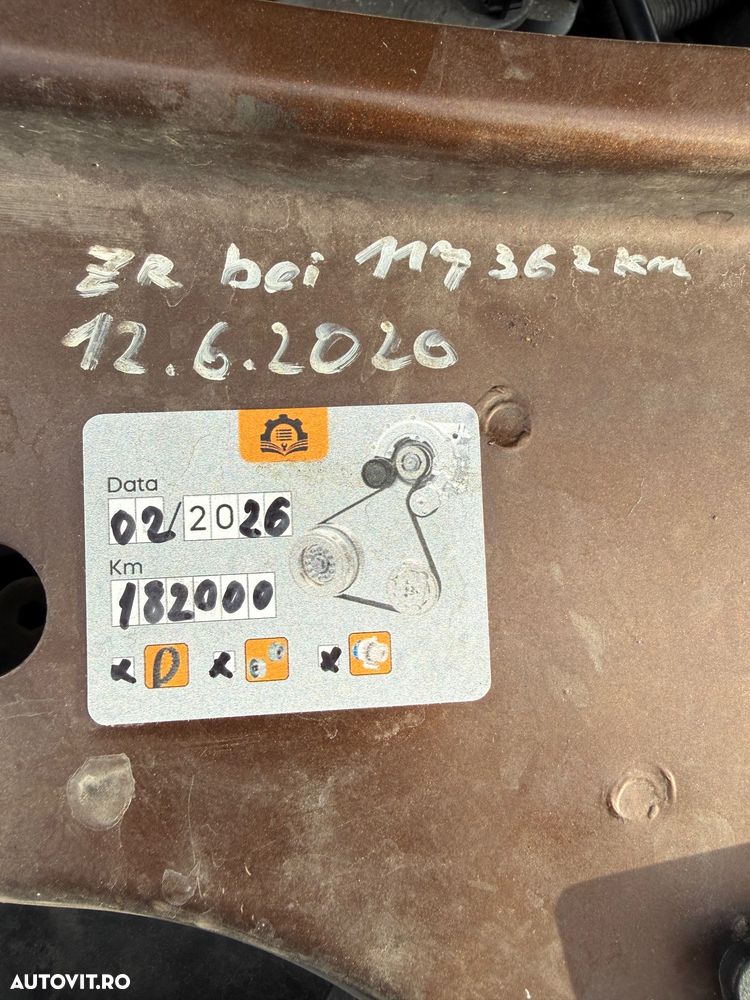 ZR bei 117362 km
12.6.2020
Data
02/2026
Km
182000
x x x
AUTOVIT.RO